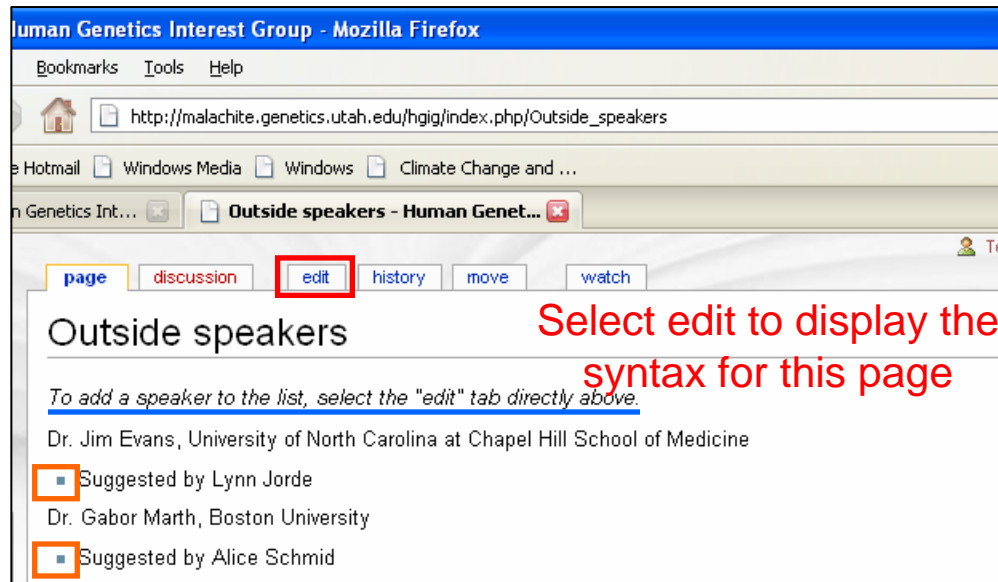 Human Genetics Interest Group - Mozilla Firefox
Bookmarks Tools Help
http://malachite.genetics.utah.edu/hgig/index.php/Outside_speakers
Hotmail Windows Media Windows Climate Change and ...
Genetics Int... Outside speakers - Human Genet...
page discussion edit history move watch
Outside speakers
Select edit to display the
syntax for this page
To add a speaker to the list, select the "edit" tab directly above.
Dr. Jim Evans, University of North Carolina at Chapel Hill School of Medicine
Suggested by Lynn Jorde
Dr. Gabor Marth, Boston University
Suggested by Alice Schmid